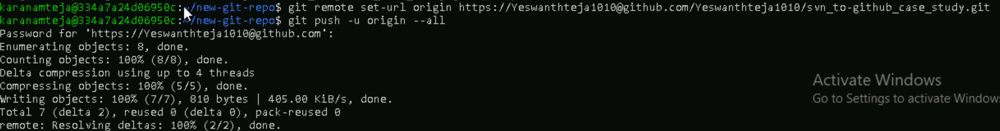 karanamteja@334a7a24d06950c:~/new-git-repo$ git remote set-url origin https://Yeswanthteja1010@github.com/Yeswanthteja1010/svn_to-github_case_study.git
karanamteja@334a7a24d06950c:~/new-git-repo$ git push -u origin --all
Password for 'https://Yeswanthteja1010@github.com':
Enumerating objects: 8, done.
Counting objects: 100% (8/8), done.
Delta compression using up to 4 threads
Compressing objects: 100% (5/5), done.
Writing objects: 100% (7/7), 810 bytes | 405.00 KiB/s, done.
Total 7 (delta 2), reused 0 (delta 0), pack-reused 0
remote: Resolving deltas: 100% (2/2), done.
Activate Windows
Go to Settings to activate Windows